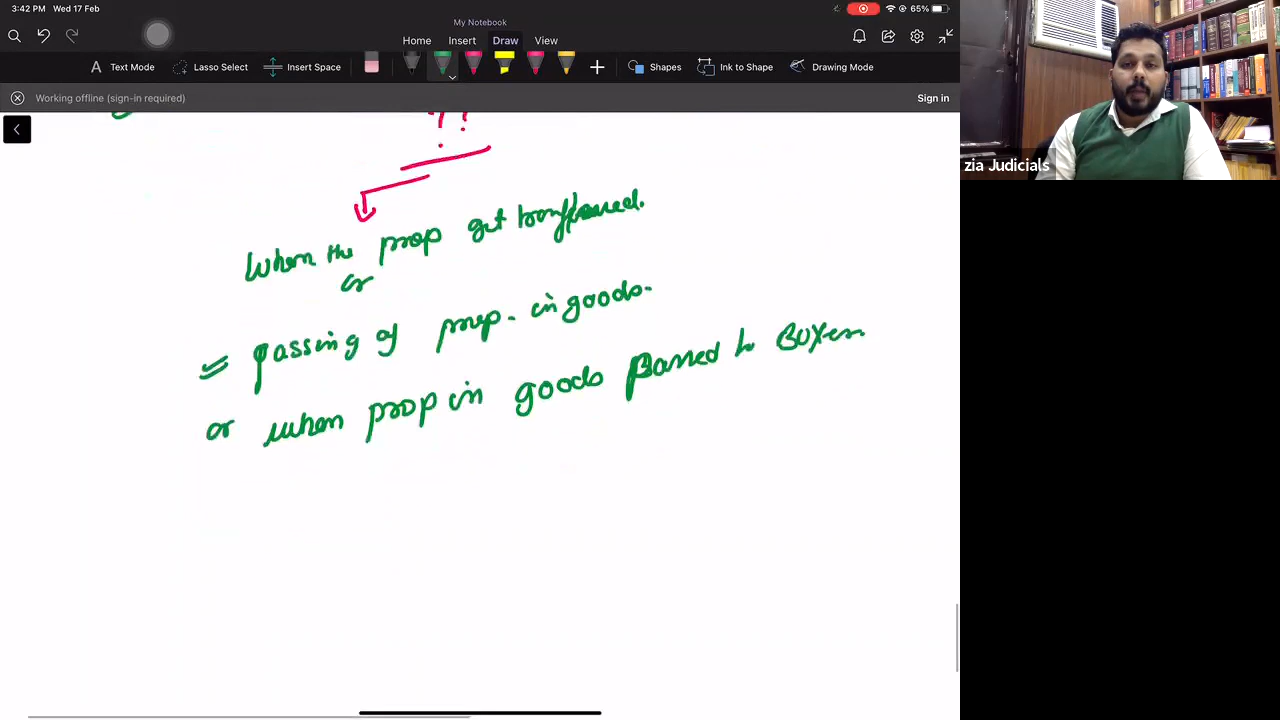 3:42 PM Wed 17 Feb
65%
My Notebook
Home Insert Draw View
Text Mode Lasso Select Insert Space Shapes Ink to Shape Drawing Mode
Working offline (sign-in required) Sign in
zia Judicials
? ?
When the prop get
or
= passing of prop. in goods.
or when prop in goods passed to Buyer.